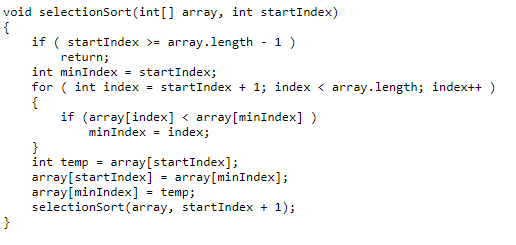 void selectionSort(int[] array, int startIndex)
{
    if ( startIndex >= array.length - 1 )
        return;
    int minIndex = startIndex;
    for ( int index = startIndex + 1; index < array.length; index++ )
    {
        if (array[index] < array[minIndex] )
            minIndex = index;
    }
    int temp = array[startIndex];
    array[startIndex] = array[minIndex];
    array[minIndex] = temp;
    selectionSort(array, startIndex + 1);
}